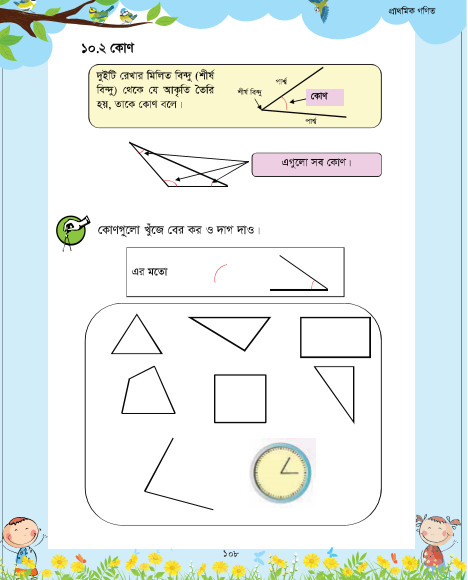 প্রাথমিক গণিত
১০.২ কোণ
দুইটি রেখার মিলিত বিন্দু (শীর্ষ
বিন্দু) থেকে যে আকৃতি তৈরি
হয়, তাকে কোণ বলে।
পার্শ্ব
শীর্ষ বিন্দু
কোণ
পার্শ্ব
এগুলো সব কোণ।
কোণগুলো খুঁজে বের কর ও দাগ দাও।
এর মতো
১০৮